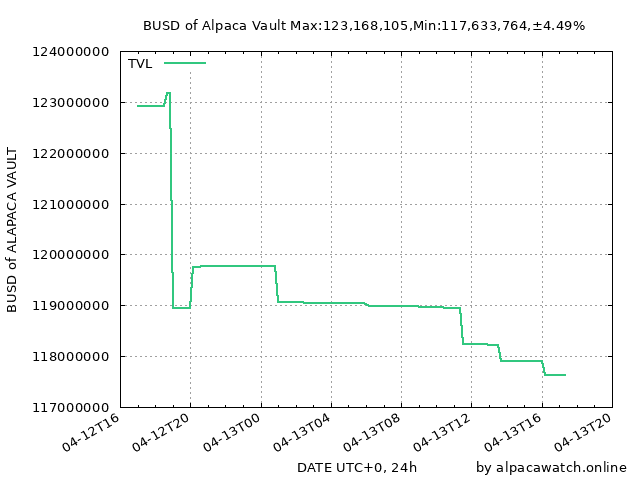 BUSD of Alpaca Vault Max:123,168,105,Min:117,633,764,±4.49%
124000000
TVL
123000000
122000000
121000000
120000000
119000000
118000000
117000000
BUSD of ALAPACA VAULT
04-12T16
04-12T20
04-13T00
04-13T04
04-13T08
04-13T12
04-13T16
04-13T20
DATE UTC+0, 24h
by alpacawatch.online